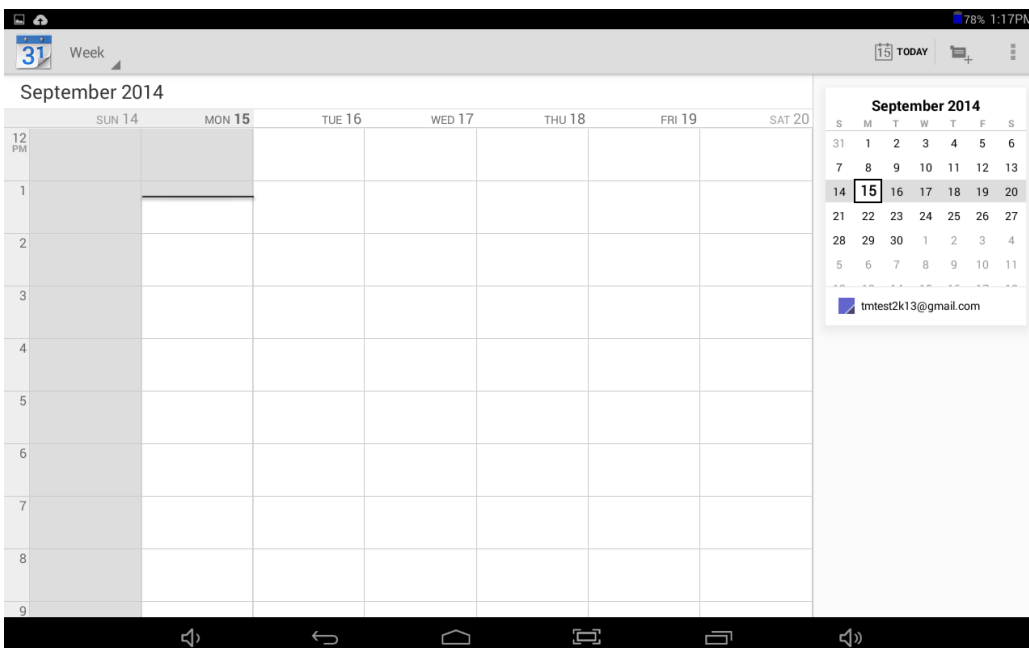 78% 1:17PM
31 Week 15 TODAY
September 2014
SUN 14 MON 15 TUE 16 WED 17 THU 18 FRI 19 SAT 20
12
PM
1
2
3
4
5
6
7
8
9
September 2014
S M T W T F S
31 1 2 3 4 5 6
7 8 9 10 11 12 13
14 15 16 17 18 19 20
21 22 23 24 25 26 27
28 29 30 1 2 3 4
5 6 7 8 9 10 11
tmtest2k13@gmail.com